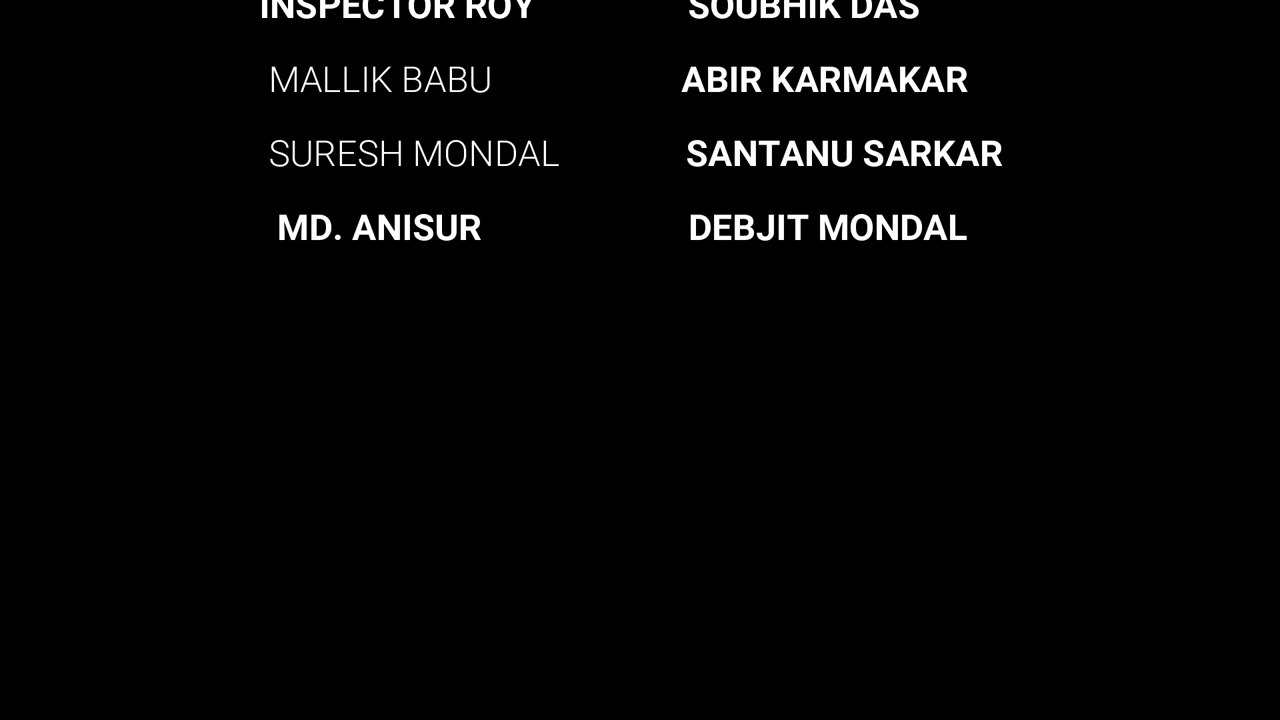 INSPECTOR ROY SOUBHIK DAS
MALLIK BABU ABIR KARMAKAR
SURESH MONDAL SANTANU SARKAR
MD. ANISUR DEBJIT MONDAL